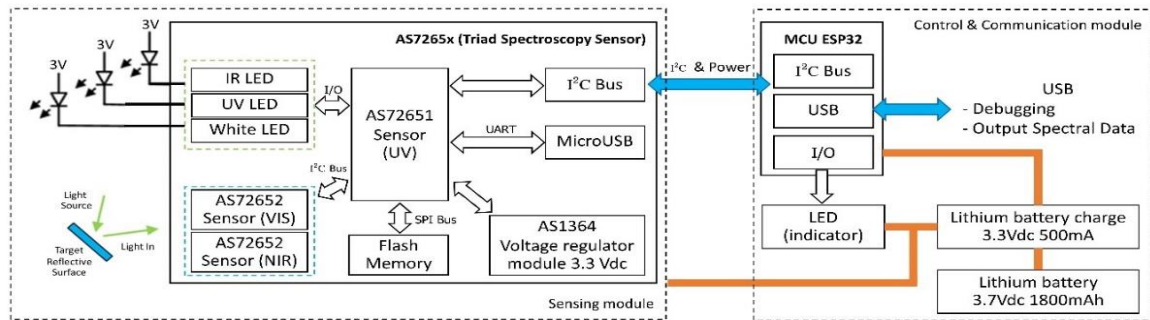 3V
3V
3V
AS7265x (Triad Spectroscopy Sensor)
IR LED
UV LED
White LED
I/O
AS72651
Sensor
(UV)
I²C Bus
UART
MicroUSB
I²C Bus
AS72652
Sensor (VIS)
AS72652
Sensor (NIR)
SPI Bus
Flash
Memory
AS1364
Voltage regulator
module 3.3 Vdc
Light
Source
Light In
Target
Reflective
Surface
Sensing module
I²C & Power
Control & Communication module
MCU ESP32
I²C Bus
USB
I/O
USB
- Debugging
- Output Spectral Data
LED
(indicator)
Lithium battery charge
3.3Vdc 500mA
Lithium battery
3.7Vdc 1800mAh